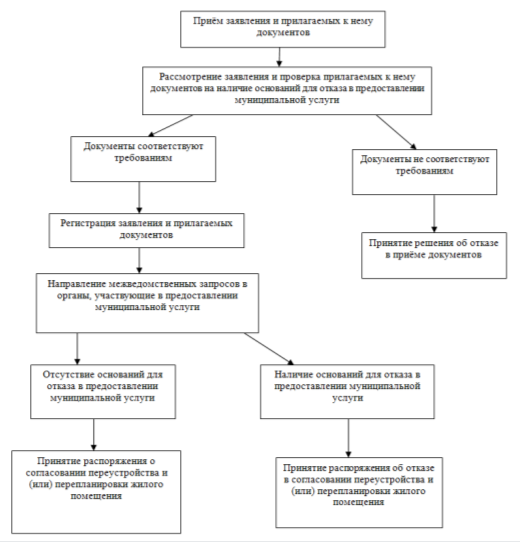 Приём заявления и прилагаемых к нему
документов
Рассмотрение заявления и проверка прилагаемых к нему
документов на наличие оснований для отказа в предоставлении
муниципальной услуги
Документы соответствуют
требованиям
Документы не соответствуют
требованиям
Регистрация заявления и прилагаемых
документов
Принятие решения об отказе
в приёме документов
Направление межведомственных запросов в
органы, участвующие в предоставлении
муниципальной услуги
Отсутствие оснований для
отказа в предоставлении
муниципальной услуги
Наличие оснований для отказа в
предоставлении муниципальной
услуги
Принятие распоряжения о
согласовании переустройства и
(или) перепланировки жилого
помещения
Принятие распоряжения об отказе
в согласовании переустройства и
(или) перепланировки жилого
помещения